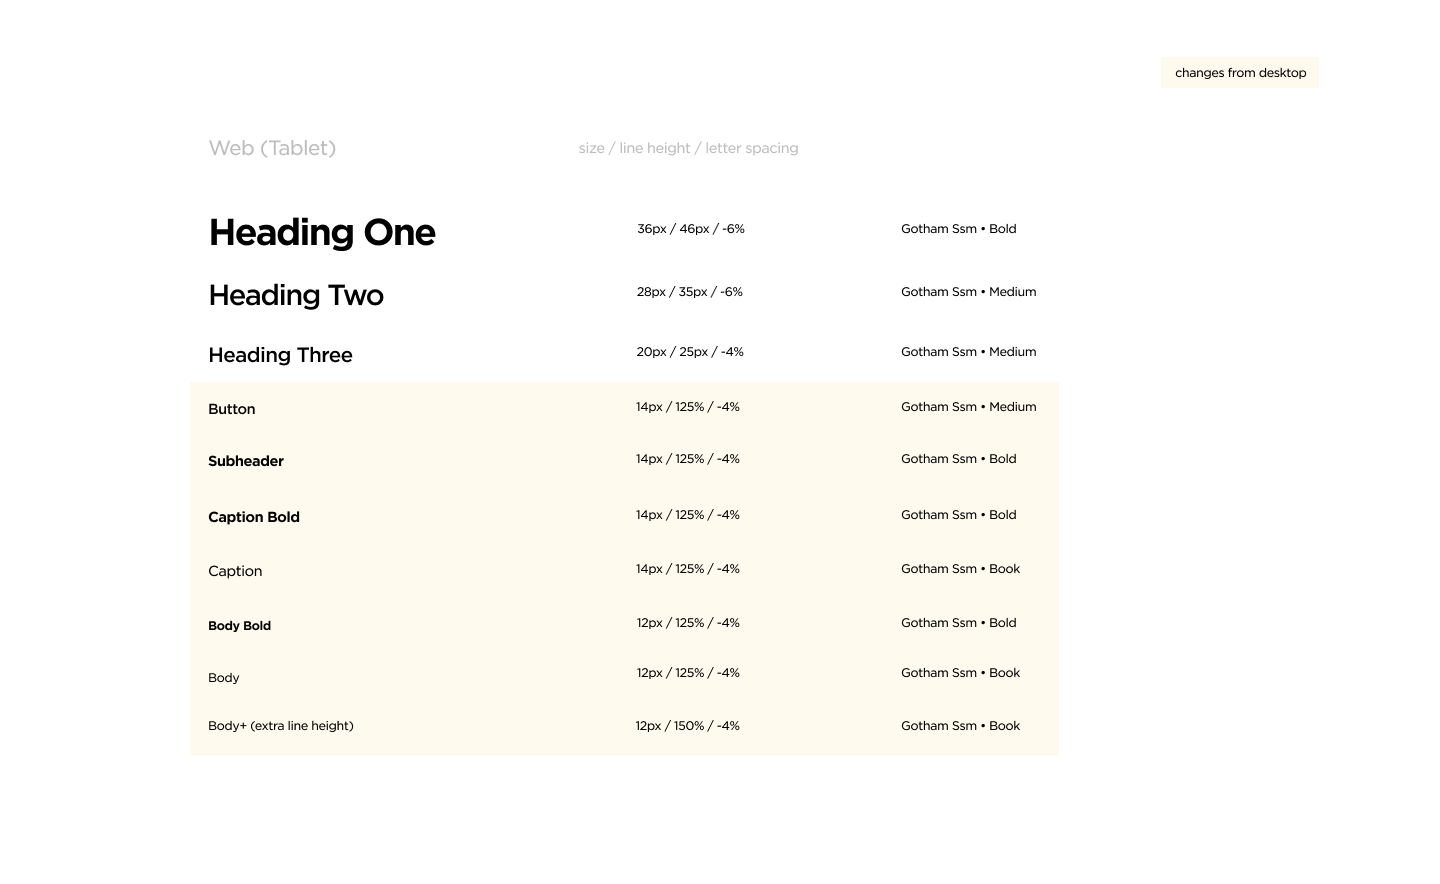 changes from desktop
Web (Tablet) size / line height / letter spacing
Heading One 36px / 46px / -6% Gotham Ssm • Bold
Heading Two 28px / 35px / -6% Gotham Ssm • Medium
Heading Three 20px / 25px / -4% Gotham Ssm • Medium
Button 14px / 125% / -4% Gotham Ssm • Medium
Subheader 14px / 125% / -4% Gotham Ssm • Bold
Caption Bold 14px / 125% / -4% Gotham Ssm • Bold
Caption 14px / 125% / -4% Gotham Ssm • Book
Body Bold 12px / 125% / -4% Gotham Ssm • Bold
Body 12px / 125% / -4% Gotham Ssm • Book
Body+ (extra line height) 12px / 150% / -4% Gotham Ssm • Book